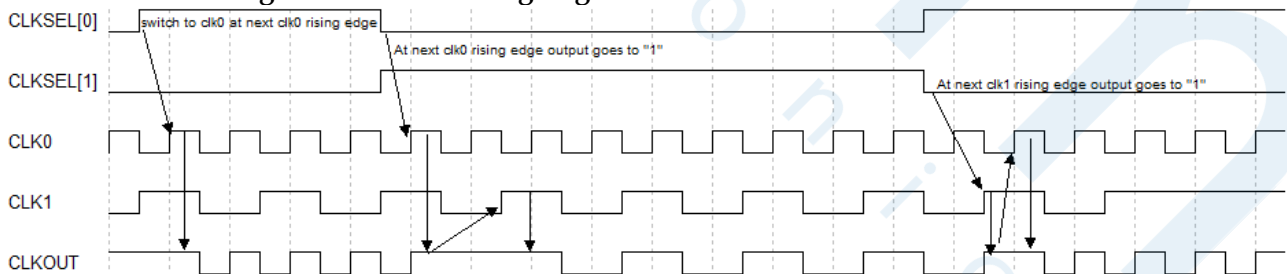 CLKSEL[0]
switch to clk0 at next clk0 rising edge
At next clk0 rising edge output goes to "1"
CLKSEL[1]
At next clk1 rising edge output goes to "1"
CLK0
CLK1
CLKOUT